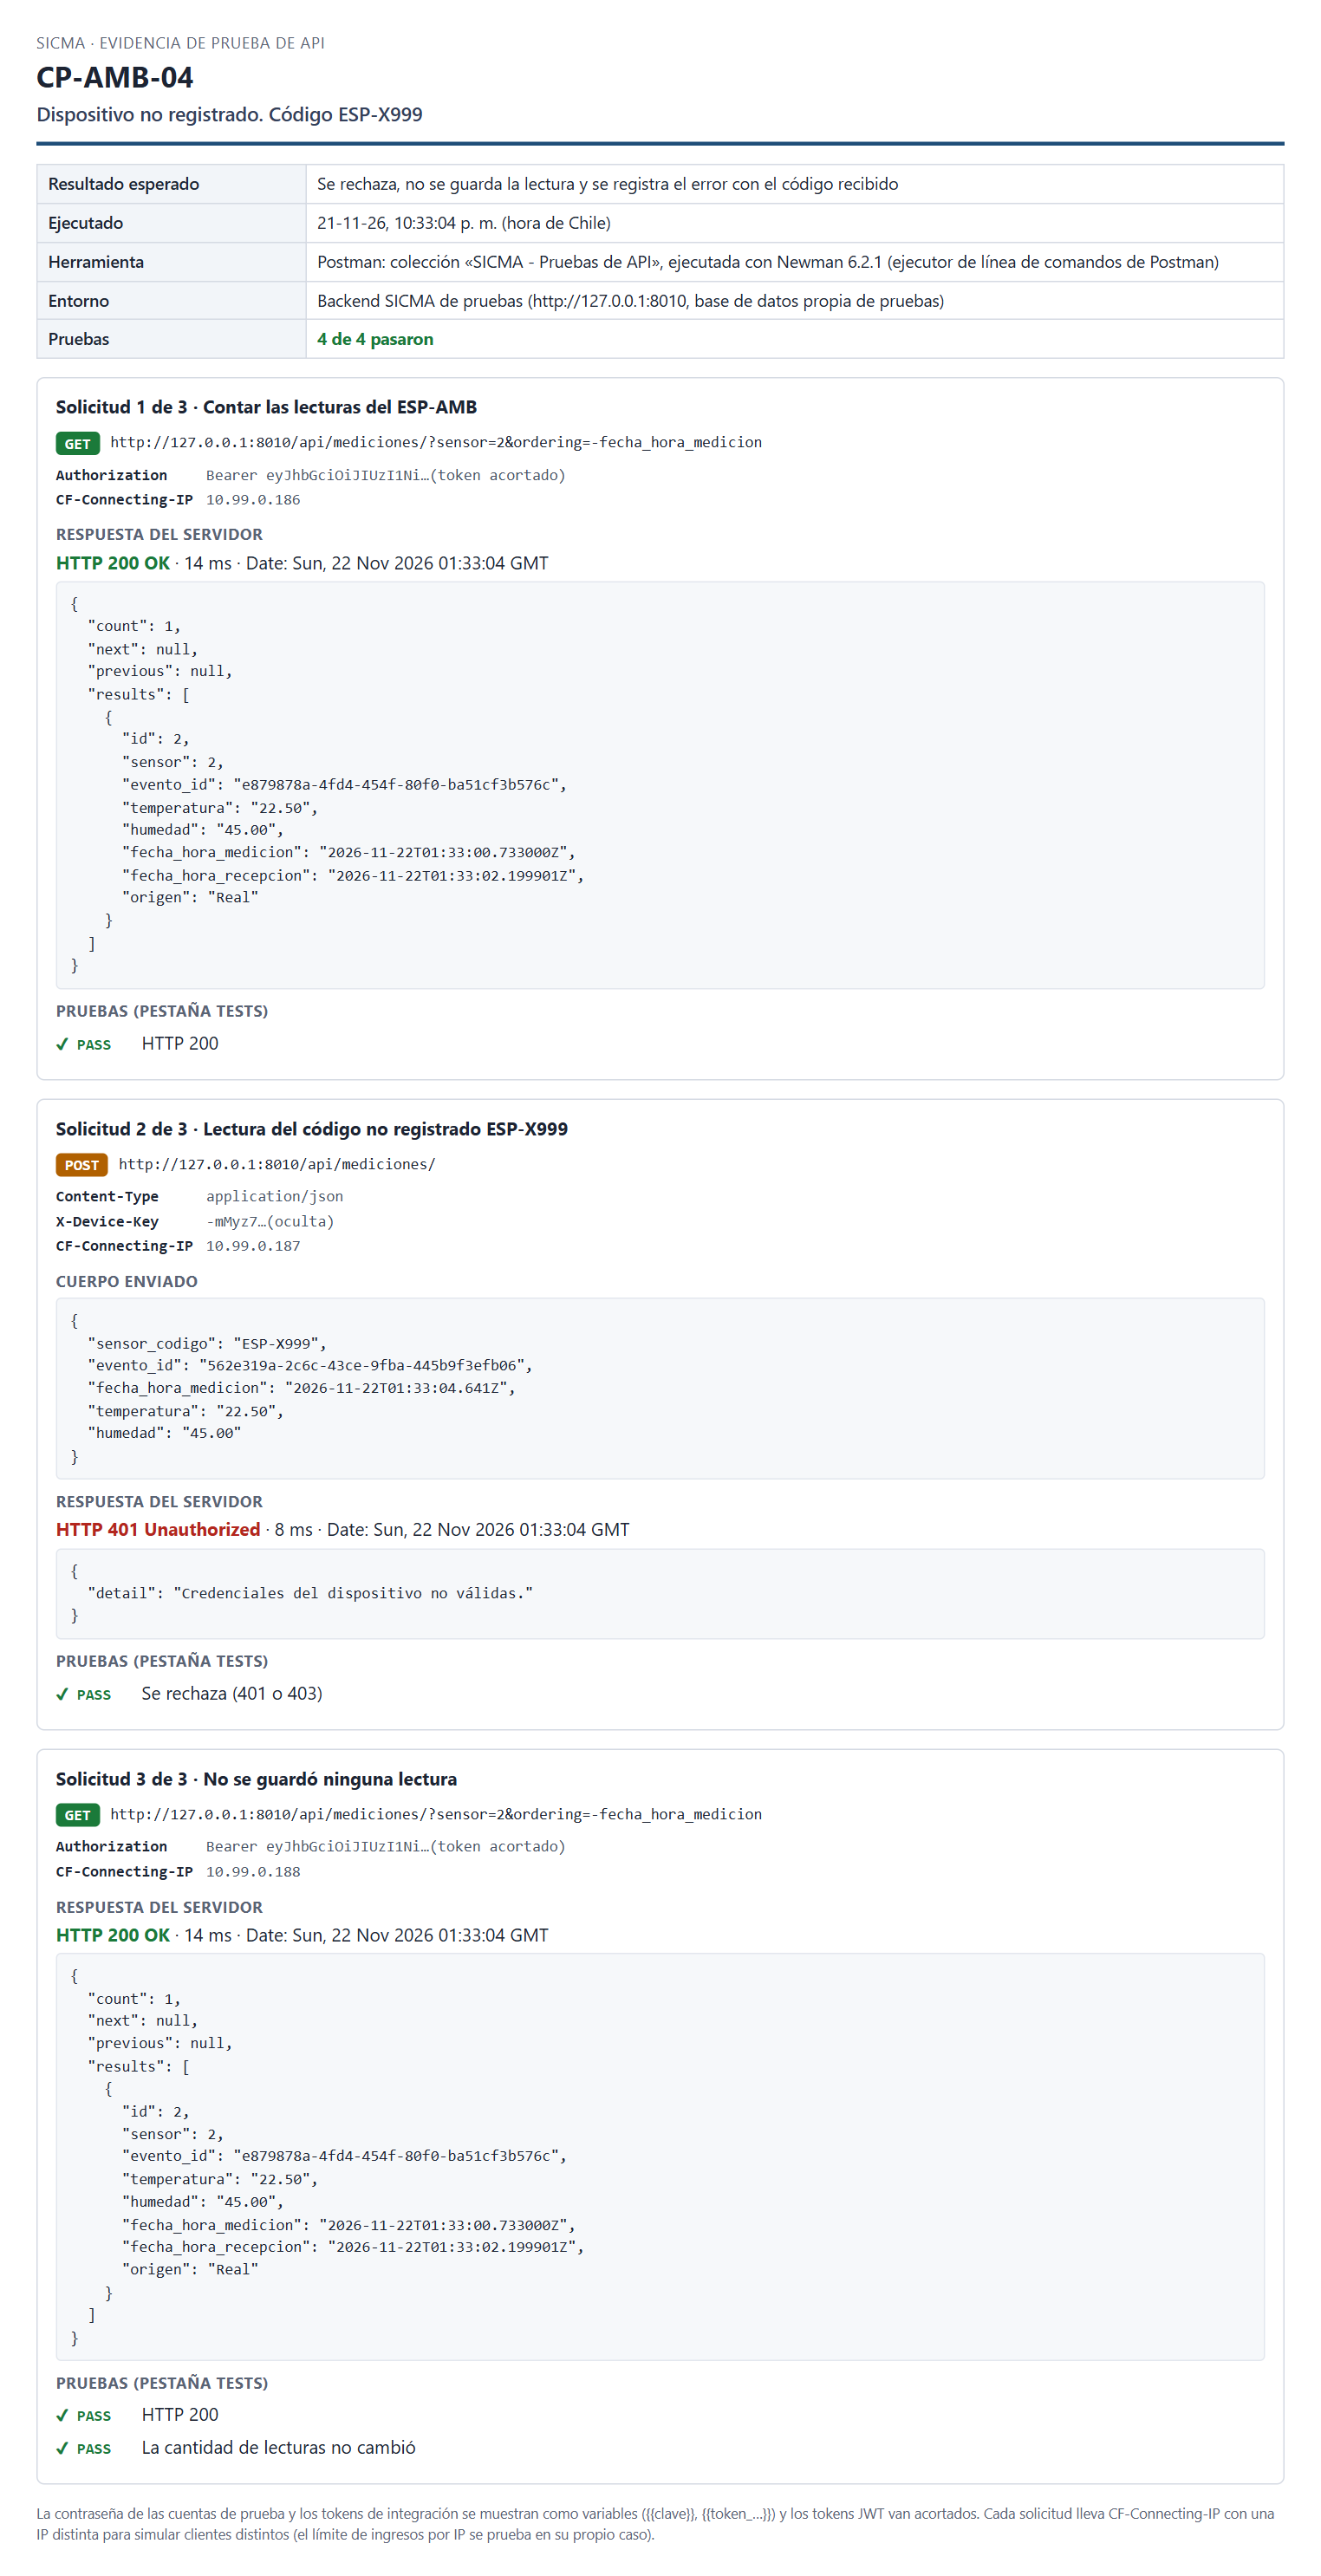 SICMA · EVIDENCIA DE PRUEBA DE API
CP-AMB-04
Dispositivo no registrado. Código ESP-X999
Resultado esperado Se rechaza, no se guarda la lectura y se registra el error con el código recibido
Ejecutado 21-11-26, 10:33:04 p. m. (hora de Chile)
Herramienta Postman: colección «SICMA - Pruebas de API», ejecutada con Newman 6.2.1 (ejecutor de línea de comandos de Postman)
Entorno Backend SICMA de pruebas (http://127.0.0.1:8010, base de datos propia de pruebas)
Pruebas 4 de 4 pasaron
Solicitud 1 de 3 · Contar las lecturas del ESP-AMB
GET http://127.0.0.1:8010/api/mediciones/?sensor=2&ordering=-fecha_hora_medicion
Authorization Bearer eyJhbGciOiJIUzI1Ni…(token acortado)
CF-Connecting-IP 10.99.0.186
RESPUESTA DEL SERVIDOR
HTTP 200 OK · 14 ms · Date: Sun, 22 Nov 2026 01:33:04 GMT
{
"count": 1,
"next": null,
"previous": null,
"results": [
{
"id": 2,
"sensor": 2,
"evento_id": "e879878a-4fd4-454f-80f0-ba51cf3b576c",
"temperatura": "22.50",
"humedad": "45.00",
"fecha_hora_medicion": "2026-11-22T01:33:00.733000Z",
"fecha_hora_recepcion": "2026-11-22T01:33:02.199901Z",
"origen": "Real"
}
]
}
PRUEBAS (PESTAÑA TESTS)
✓ PASS HTTP 200
Solicitud 2 de 3 · Lectura del código no registrado ESP-X999
POST http://127.0.0.1:8010/api/mediciones/
Content-Type application/json
X-Device-Key -mMyz7…(oculta)
CF-Connecting-IP 10.99.0.187
CUERPO ENVIADO
{
"sensor_codigo": "ESP-X999",
"evento_id": "562e319a-2c6c-43ce-9fba-445b9f3efb06",
"fecha_hora_medicion": "2026-11-22T01:33:04.641Z",
"temperatura": "22.50",
"humedad": "45.00"
}
RESPUESTA DEL SERVIDOR
HTTP 401 Unauthorized · 8 ms · Date: Sun, 22 Nov 2026 01:33:04 GMT
{
"detail": "Credenciales del dispositivo no válidas."
}
PRUEBAS (PESTAÑA TESTS)
✓ PASS Se rechaza (401 o 403)
Solicitud 3 de 3 · No se guardó ninguna lectura
GET http://127.0.0.1:8010/api/mediciones/?sensor=2&ordering=-fecha_hora_medicion
Authorization Bearer eyJhbGciOiJIUzI1Ni…(token acortado)
CF-Connecting-IP 10.99.0.188
RESPUESTA DEL SERVIDOR
HTTP 200 OK · 14 ms · Date: Sun, 22 Nov 2026 01:33:04 GMT
{
"count": 1,
"next": null,
"previous": null,
"results": [
{
"id": 2,
"sensor": 2,
"evento_id": "e879878a-4fd4-454f-80f0-ba51cf3b576c",
"temperatura": "22.50",
"humedad": "45.00",
"fecha_hora_medicion": "2026-11-22T01:33:00.733000Z",
"fecha_hora_recepcion": "2026-11-22T01:33:02.199901Z",
"origen": "Real"
}
]
}
PRUEBAS (PESTAÑA TESTS)
✓ PASS HTTP 200
✓ PASS La cantidad de lecturas no cambió
La contraseña de las cuentas de prueba y los tokens de integración se muestran como variables ({{clave}}, {{token_…}}) y los tokens JWT van acortados. Cada solicitud lleva CF-Connecting-IP con una
IP distinta para simular clientes distintos (el límite de ingresos por IP se prueba en su propio caso).